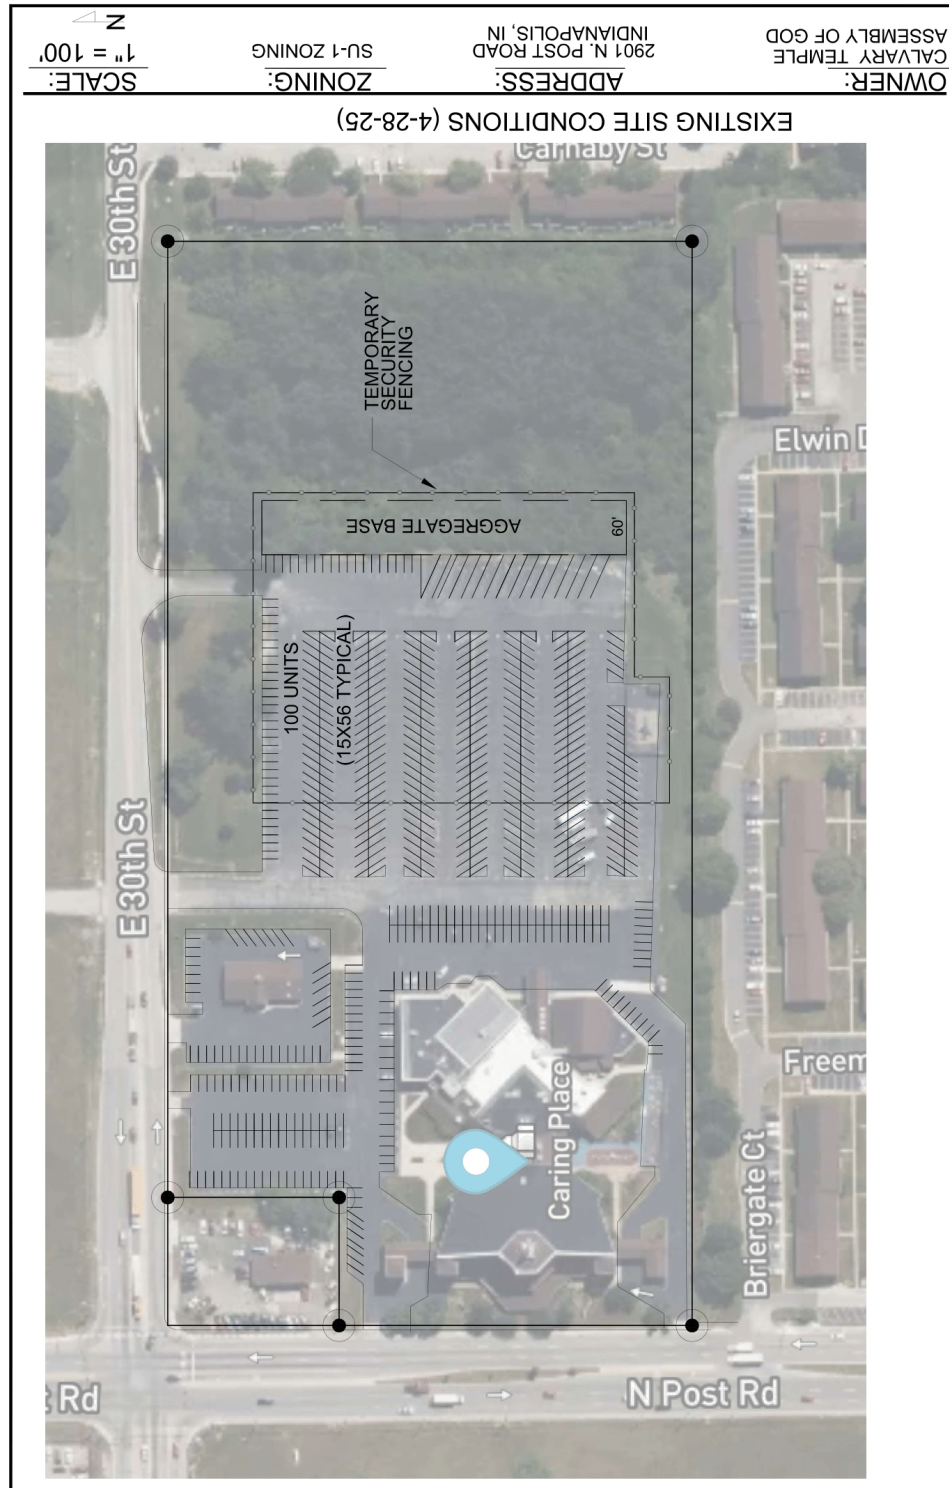 OWNER:
CALVARY TEMPLE
ASSEMBLY OF GOD
ADDRESS:
2901 N. POST ROAD
INDIANAPOLIS, IN
ZONING:
SU-1 ZONING
SCALE:
1" = 100'
N
EXISTING SITE CONDITIONS (4-28-25)
Carnaby St
E 30th St
TEMPORARY
SECURITY
FENCING
Elwin D
AGGREGATE BASE
60'
100 UNITS
(15X56 TYPICAL)
E 30th St
Freem
Caring Place
Briergate Ct
t Rd
N Post Rd